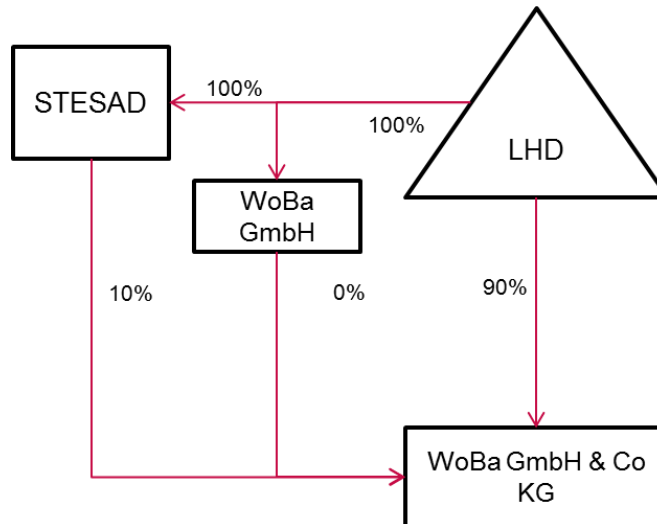 STESAD
100%
100%
LHD
WoBa
GmbH
10%
0%
90%
WoBa GmbH & Co
KG